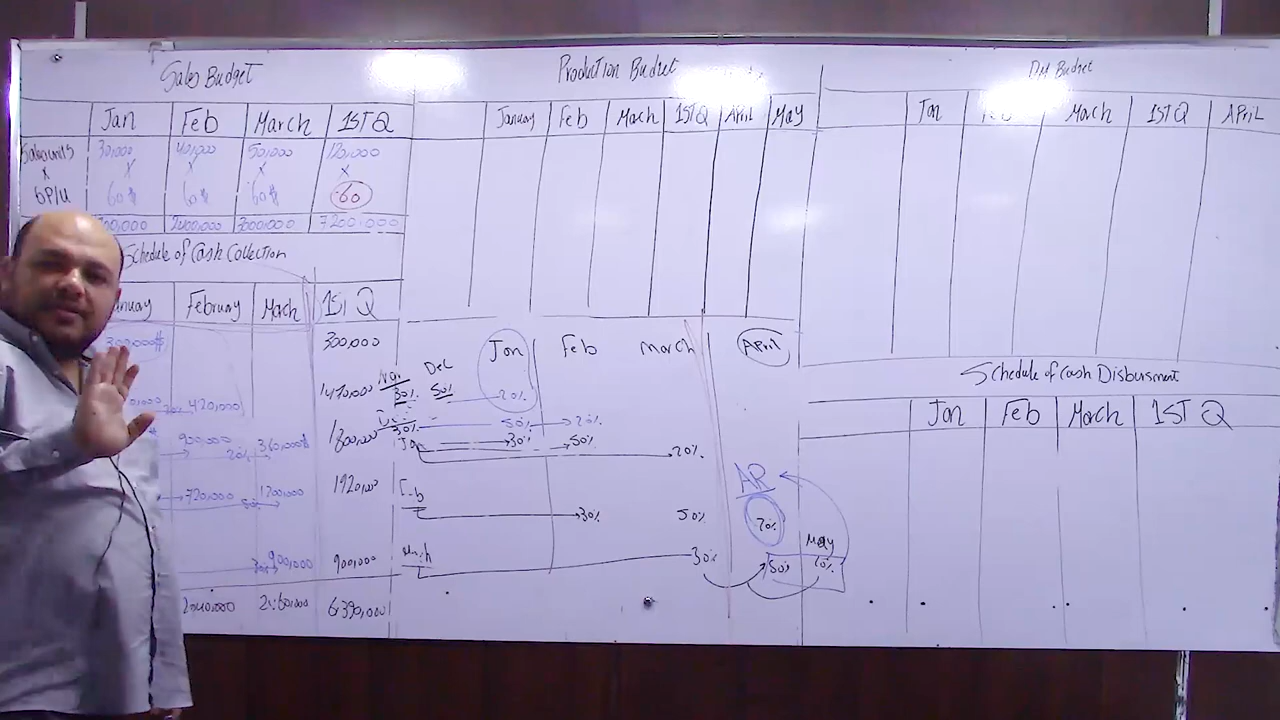 Sales Budget
Jan Feb March 1ST Q
Sales units 30,000 40,000 50,000 120,000
X X X X
SP/U 60$ 60$ 60$ 60
00,000 2400,000 3000,000 7200,000
Schedule of Cash Collection
nuary February March 1ST Q
300,000$ 300,000
420,000 1470,000
900,000 20% 360,000$ 1800,000
720,000 1200,000 1920,000
900,000 900,000
2040,000 6390,000
Production Budget
January Feb March 1ST Q April May
Jan Feb March April
Nov Dec
30% 50% 20%
30% 50% 20%
30% 50% 20%
30% 50% 20%
AR
30% 50% 20%
May
DM Budget
Jan March 1ST Q APRIL
Schedule of Cash Disbursment
Jan Feb March 1ST Q